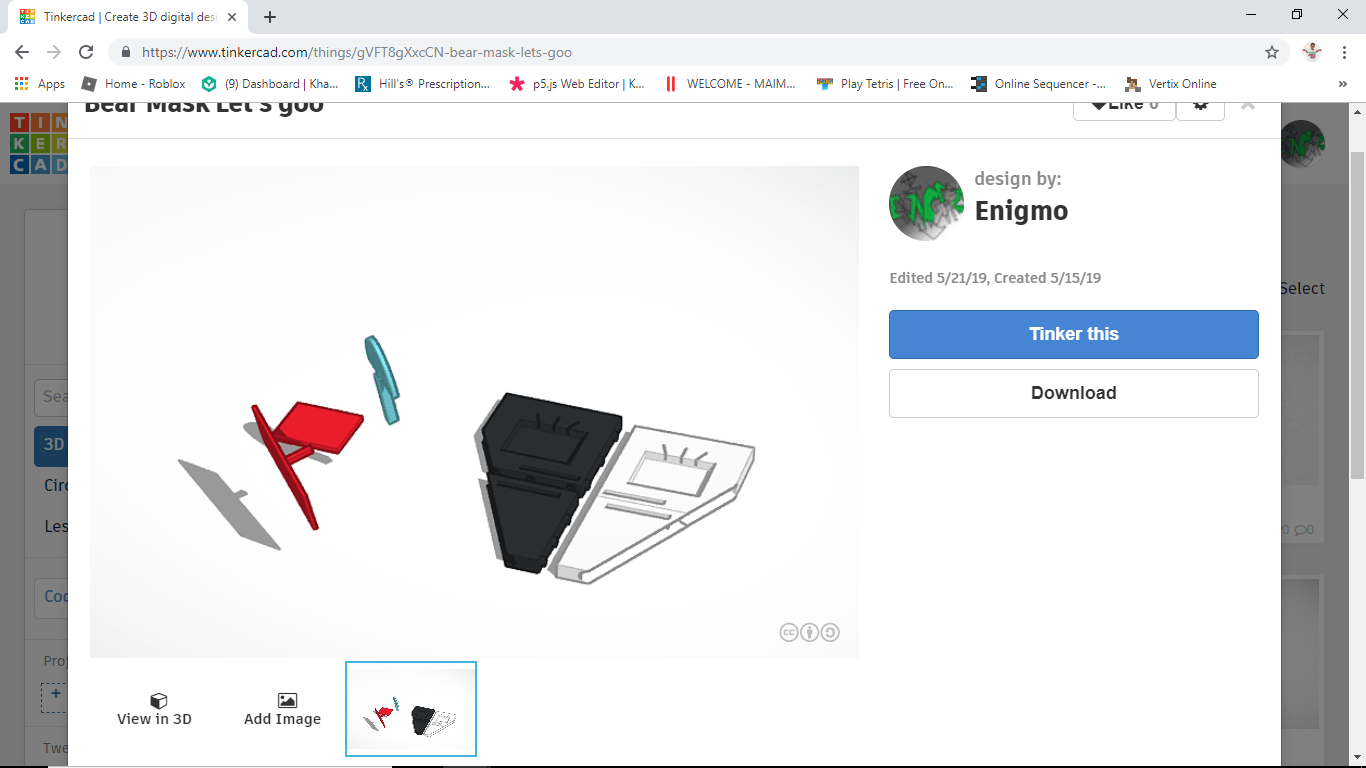 Tinkercad | Create 3D digital desi
https://www.tinkercad.com/things/gVFT8gXxcCN-bear-mask-lets-goo
Apps
Home - Roblox
(9) Dashboard | Kha...
Hill's® Prescription...
p5.js Web Editor | K...
WELCOME - MAIM...
Play Tetris | Free On...
Online Sequencer -...
Vertix Online
»
Bear Mask Let's goo
Like 0
TIN
KER
CAD
design by:
Enigmo
Edited 5/21/19, Created 5/15/19
Select
Tinker this
Download
Sea
3D
Circ
Les
0
Coc
Proj
+
Twe
cc
View in 3D
Add Image